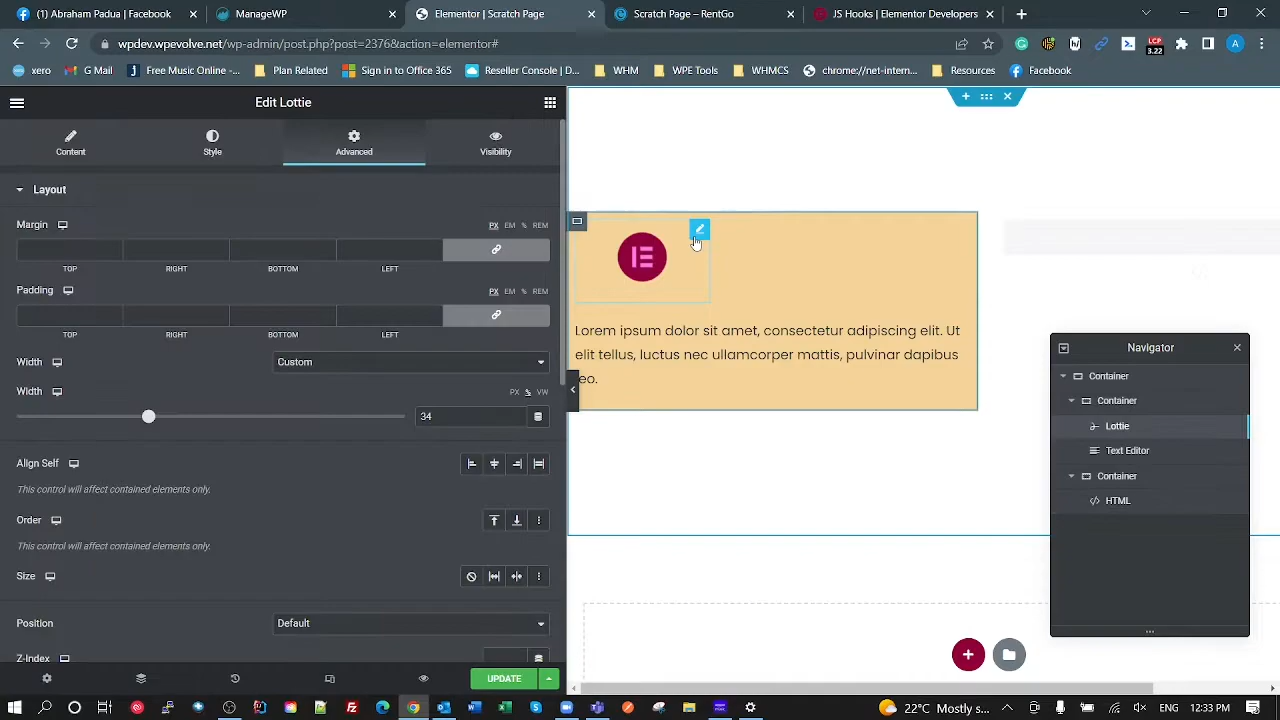 (1) Abraham Padua | Facebook
ManageWP
Elementor | Scratch Page
Scratch Page – RentGo
JS Hooks | Elementor Developers
wpdev.wpevolve.net/wp-admin/post.php?post=2376&action=elementor#
LCP
3.22
A
xero
G Mail
Free Music Online -...
Plan Related
Sign in to Office 365
Reseller Console | D...
WHM
WPE Tools
WHMCS
chrome://net-intern...
Resources
Facebook
Edit Lottie
Content
Style
Advanced
Visibility
Layout
Margin
PX EM % REM
TOP RIGHT BOTTOM LEFT
Padding
PX EM % REM
TOP RIGHT BOTTOM LEFT
Width
Custom
Width
PX % VW
34
Align Self
This control will affect contained elements only.
Order
This control will affect contained elements only.
Size
Position
Default
Z-Index
UPDATE
Lorem ipsum dolor sit amet, consectetur adipiscing elit. Ut
elit tellus, luctus nec ullamcorper mattis, pulvinar dapibus
leo.
Navigator
Container
Container
Lottie
Text Editor
Container
HTML
22°C Mostly s...
ENG
12:33 PM